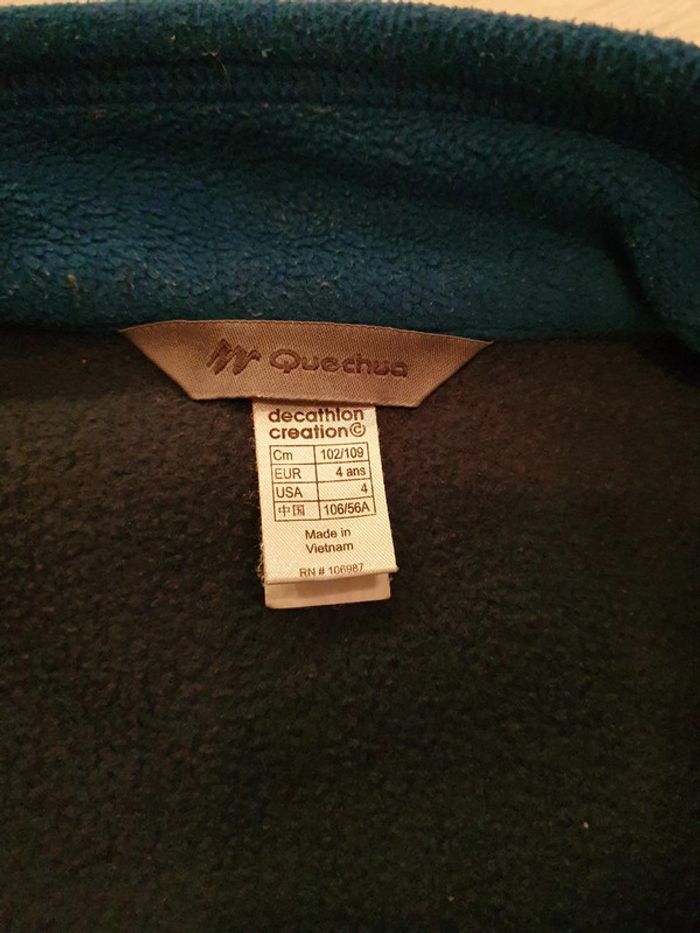 Quechua
decathlon
creation©
Cm 102/109
EUR 4 ans
USA 4
中国 106/56A
Made in
Vietnam
RN # 106987